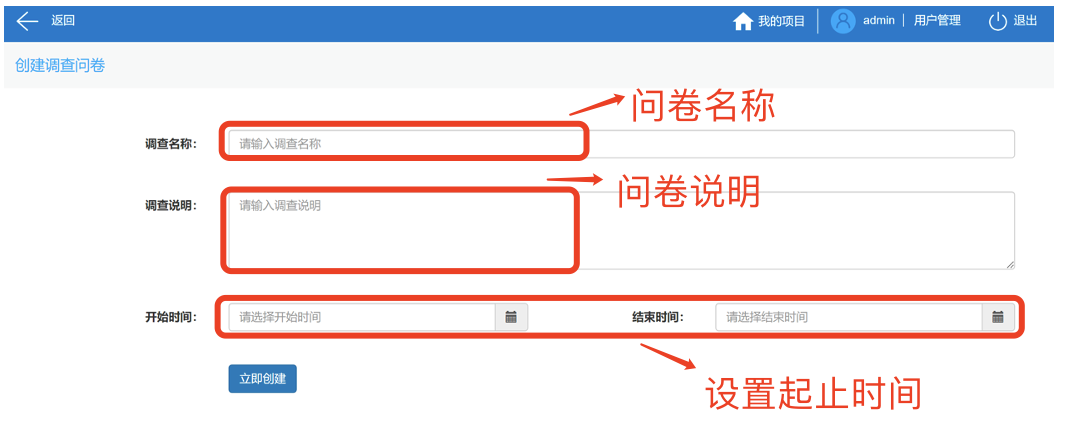 返回 我的项目 admin 用户管理 退出
创建调查问卷
问卷名称
调查名称: 请输入调查名称
问卷说明
调查说明: 请输入调查说明
开始时间: 请选择开始时间 结束时间: 请选择结束时间
立即创建
设置起止时间